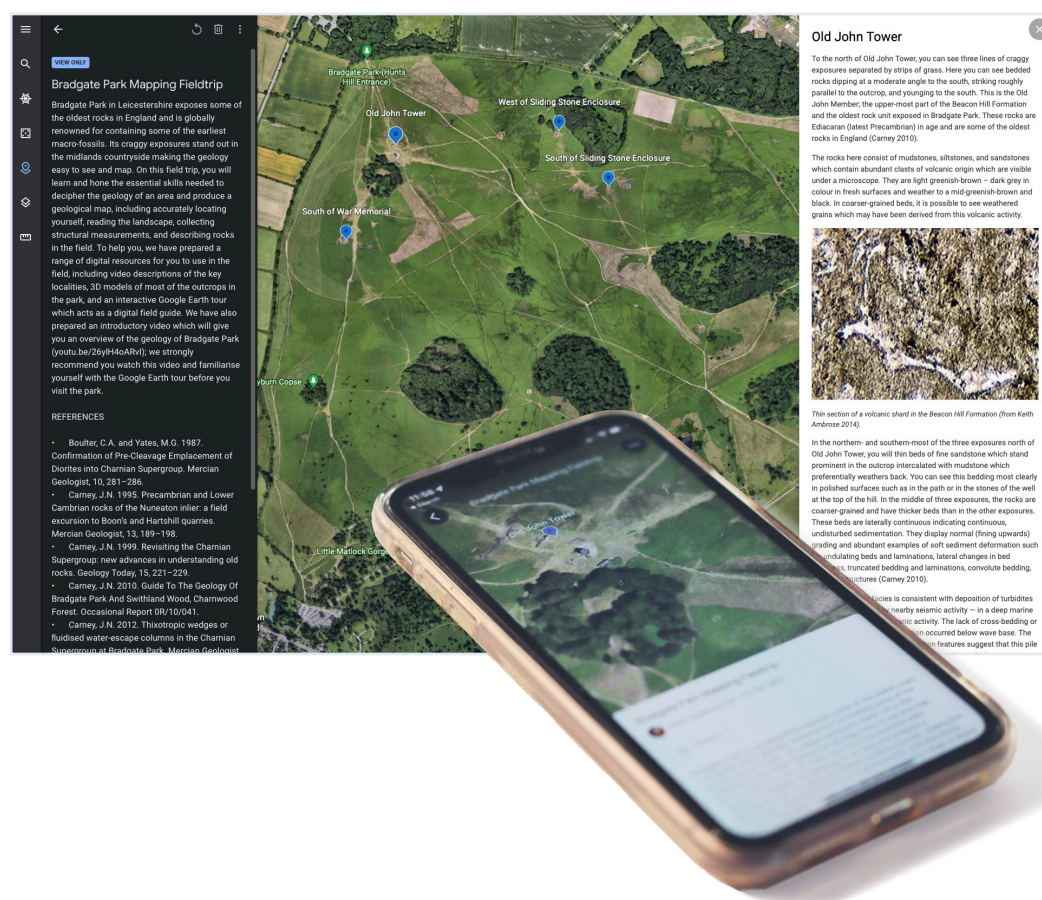 VIEW ONLY
Bradgate Park Mapping Fieldtrip
Bradgate Park in Leicestershire exposes some of
the oldest rocks in England and is globally
renowned for containing some of the earliest
macro-fossils. Its craggy exposures stand out in
the midlands countryside making the geology
easy to see and map. On this field trip, you will
learn and hone the essential skills needed to
decipher the geology of an area and produce a
geological map, including accurately locating
yourself, reading the landscape, collecting
structural measurements, and describing rocks
in the field. To help you, we have prepared a
range of digital resources for you to use in the
field, including video descriptions of the key
localities, 3D models of most of the outcrops in
the park, and an interactive Google Earth tour
which acts as a digital field guide. We have also
prepared an introductory video which will give
you an overview of the geology of Bradgate Park
(youtu.be/26ylH4oARvI); we strongly
recommend you watch this video and familiarise
yourself with the Google Earth tour before you
visit the park.
REFERENCES
• Boulter, C.A. and Yates, M.G. 1987.
Confirmation of Pre-Cleavage Emplacement of
Diorites into Charnian Supergroup. Mercian
Geologist, 10, 281–286.
• Carney, J.N. 1995. Precambrian and Lower
Cambrian rocks of the Nuneaton inlier: a field
excursion to Boon's and Hartshill quarries.
Mercian Geologist, 13, 189–198.
• Carney, J.N. 1999. Revisiting the Charnian
Supergroup: new advances in understanding old
rocks. Geology Today, 15, 221–229.
• Carney, J.N. 2010. Guide To The Geology Of
Bradgate Park And Swithland Wood, Charnwood
Forest. Occasional Report 0R/10/041.
• Carney, J.N. 2012. Thixotropic wedges or
fluidised water-escape columns in the Charnian
Supergroup at Bradgate Park. Mercian Geologist
Bradgate Park (Hunts
Hill Entrance)
Old John Tower
West of Sliding Stone Enclosure
South of Sliding Stone Enclosure
South of War Memorial
yburn Copse
Little Matlock Gorge
11:58
Search
Bradgate Park Mapping Fieldtrip
Old John Tower
Bradgate Park Mapping Fieldtrip
Old John Tower
To the north of Old John Tower, you can see three lines of craggy
exposures separated by strips of grass. Here you can see bedded
rocks dipping at a moderate angle to the south, striking roughly
parallel to the outcrop, and younging to the south. This is the Old
John Member; the upper-most part of the Beacon Hill Formation
and the oldest rock unit exposed in Bradgate Park. These rocks are
Ediacaran (latest Precambrian) in age and are some of the oldest
rocks in England (Carney 2010).
The rocks here consist of mudstones, siltstones, and sandstones
which contain abundant clasts of volcanic origin which are visible
under a microscope. They are light greenish-brown – dark grey in
colour in fresh surfaces and weather to a mid-greenish-brown and
black. In coarser-grained beds, it is possible to see weathered
grains which may have been derived from this volcanic activity.
Thin section of a volcanic shard in the Beacon Hill Formation (from Keith
Ambrose 2014).
In the northern- and southern-most of the three exposures north of
Old John Tower, you will thin beds of fine sandstone which stand
prominent in the outcrop intercalated with mudstone which
preferentially weathers back. You can see this bedding most clearly
in polished surfaces such as in the path or in the stones of the well
at the top of the hill. In the middle of three exposures, the rocks are
coarser-grained and have thicker beds than in the other exposures.
These beds are laterally continuous indicating continuous,
undisturbed sedimentation. They display normal (fining upwards)
grading and abundant examples of soft sediment deformation such
undulating beds and laminations, lateral changes in bed
truncated bedding and laminations, convolute bedding,
structures (Carney 2010).
facies is consistent with deposition of turbidites
by nearby seismic activity — in a deep marine
activity. The lack of cross-bedding or
occurred below wave base. The
features suggest that this pile